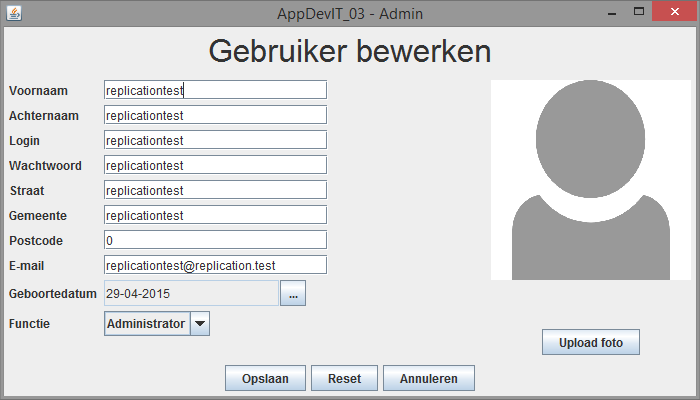 AppDevIT_03 - Admin
Gebruiker bewerken
Voornaam replicationtest
Achternaam replicationtest
Login replicationtest
Wachtwoord replicationtest
Straat replicationtest
Gemeente replicationtest
Postcode 0
E-mail replicationtest@replication.test
Geboortedatum 29-04-2015 ...
Functie Administrator
Upload foto
Opslaan Reset Annuleren